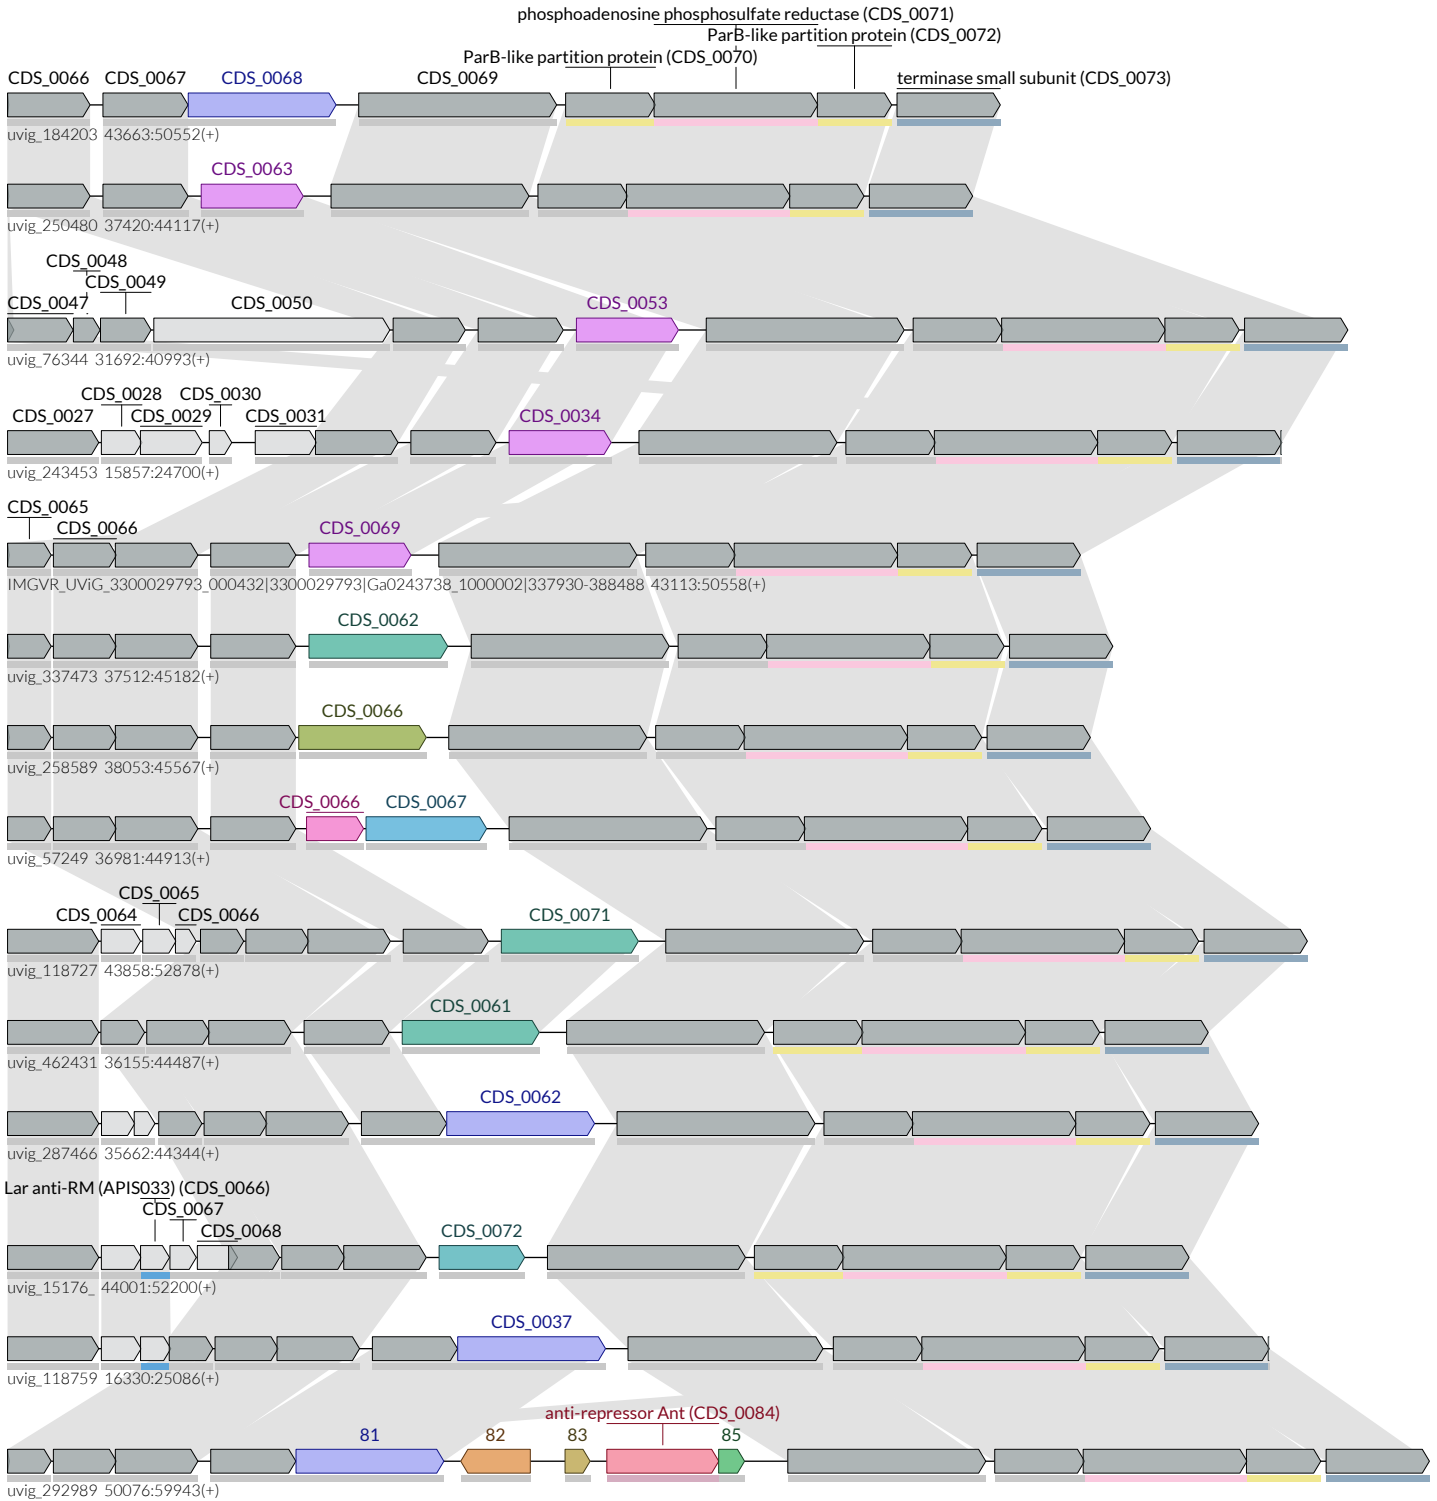 phosphoadenosine phosphosulfate reductase (CDS_0071)
ParB-like partition protein (CDS_0072)
ParB-like partition protein (CDS_0070)
CDS_0066 CDS_0067 CDS_0068 CDS_0069 terminase small subunit (CDS_0073)
uvig_184203 43663:50552(+)
CDS_0063
uvig_250480 37420:44117(+)
CDS_0048
CDS_0049
CDS_0047 CDS_0050 CDS_0053
uvig_76344 31692:40993(+)
CDS_0028 CDS_0030
CDS_0027 CDS_0029 CDS_0031 CDS_0034
uvig_243453 15857:24700(+)
CDS_0065
CDS_0066 CDS_0069
IMGVR_UViG_3300029793_000432|3300029793|Ga0243738_1000002|337930-388488 43113:50558(+)
CDS_0062
uvig_337473 37512:45182(+)
CDS_0066
uvig_258589 38053:45567(+)
CDS_0066 CDS_0067
uvig_57249 36981:44913(+)
CDS_0065
CDS_0064 CDS_0066 CDS_0071
uvig_118727 43858:52878(+)
CDS_0061
uvig_462431 36155:44487(+)
CDS_0062
uvig_287466 35662:44344(+)
Lar anti-RM (APIS033) (CDS_0066)
CDS_0067
CDS_0068 CDS_0072
uvig_15176_ 44001:52200(+)
CDS_0037
uvig_118759 16330:25086(+)
anti-repressor Ant (CDS_0084)
81 82 83 85
uvig_292989 50076:59943(+)